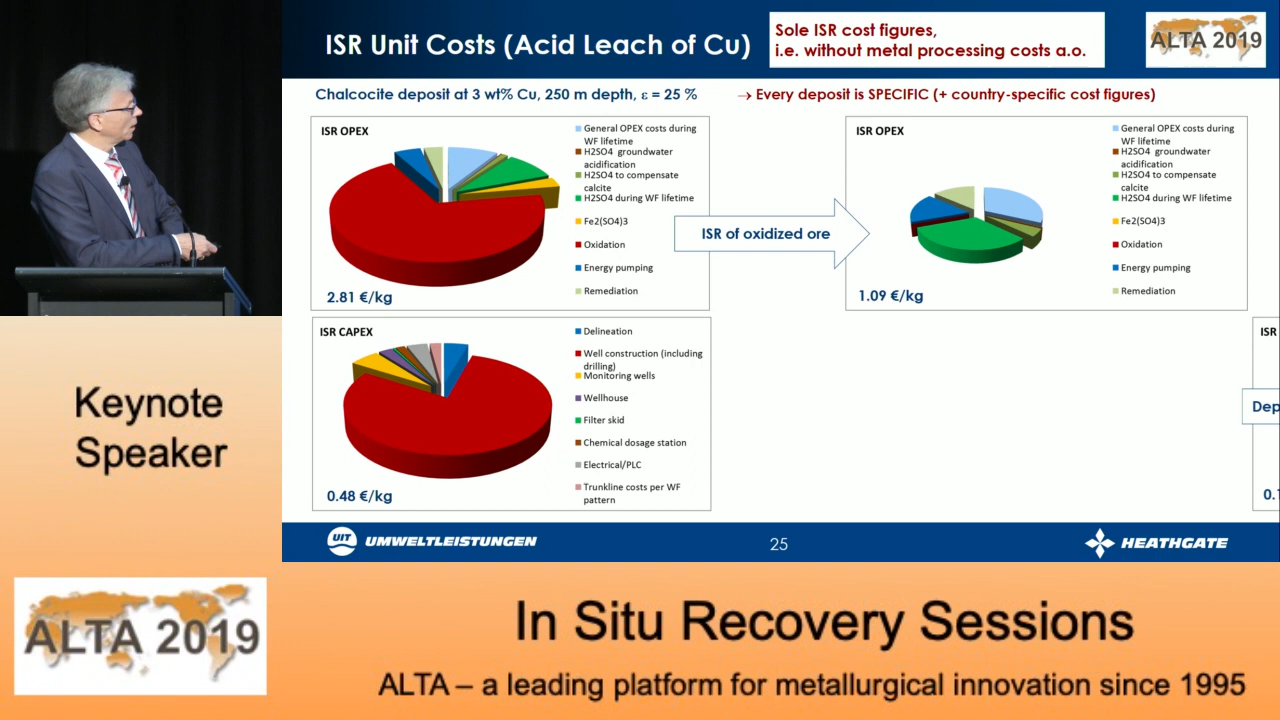 ISR Unit Costs (Acid Leach of Cu)
Sole ISR cost figures,
i.e. without metal processing costs a.o.
ALTA 2019
Chalcocite deposit at 3 wt% Cu, 250 m depth, ε = 25 %
→ Every deposit is SPECIFIC (+ country-specific cost figures)
ISR OPEX
General OPEX costs during
WF lifetime
H2SO4 groundwater
acidification
H2SO4 to compensate
calcite
H2SO4 during WF lifetime
Fe2(SO4)3
Oxidation
Energy pumping
Remediation
2.81 €/kg
ISR of oxidized ore
ISR OPEX
General OPEX costs during
WF lifetime
H2SO4 groundwater
acidification
H2SO4 to compensate
calcite
H2SO4 during WF lifetime
Fe2(SO4)3
Oxidation
Energy pumping
Remediation
1.09 €/kg
ISR CAPEX
Delineation
Well construction (including
drilling)
Monitoring wells
Wellhouse
Filter skid
Chemical dosage station
Electrical/PLC
Trunkline costs per WF
pattern
0.48 €/kg
ISR
Dep
0.
UIT UMWELTLEISTUNGEN
25
HEATHGATE
Keynote
Speaker
ALTA 2019
In Situ Recovery Sessions
ALTA – a leading platform for metallurgical innovation since 1995